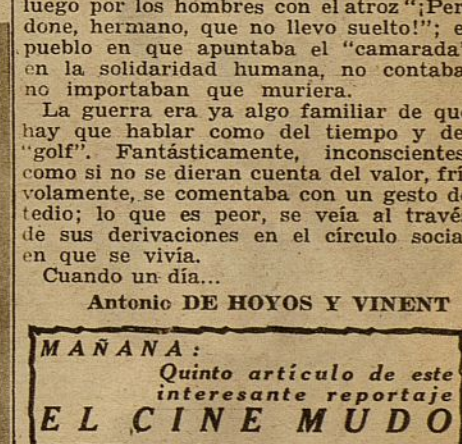 luego por los hombres con el atroz "¡Per
done, hermano, que no llevo suelto!"; e
pueblo en que apuntaba el "camarada"
en la solidaridad humana, no contaba
no importaban que muriera.
La guerra era ya algo familiar de qu
hay que hablar como del tiempo y de
"golf". Fantásticamente, inconscientes
como si no se dieran cuenta del valor, frí
volamente, se comentaba con un gesto d
tedio; lo que es peor, se veía al travé
de sus derivaciones en el círculo socia
en que se vivía.
Cuando un día...
Antonio DE HOYOS Y VINENT
MAÑANA:
Quinto artículo de este
interesante reportaje
EL CINE MUDO